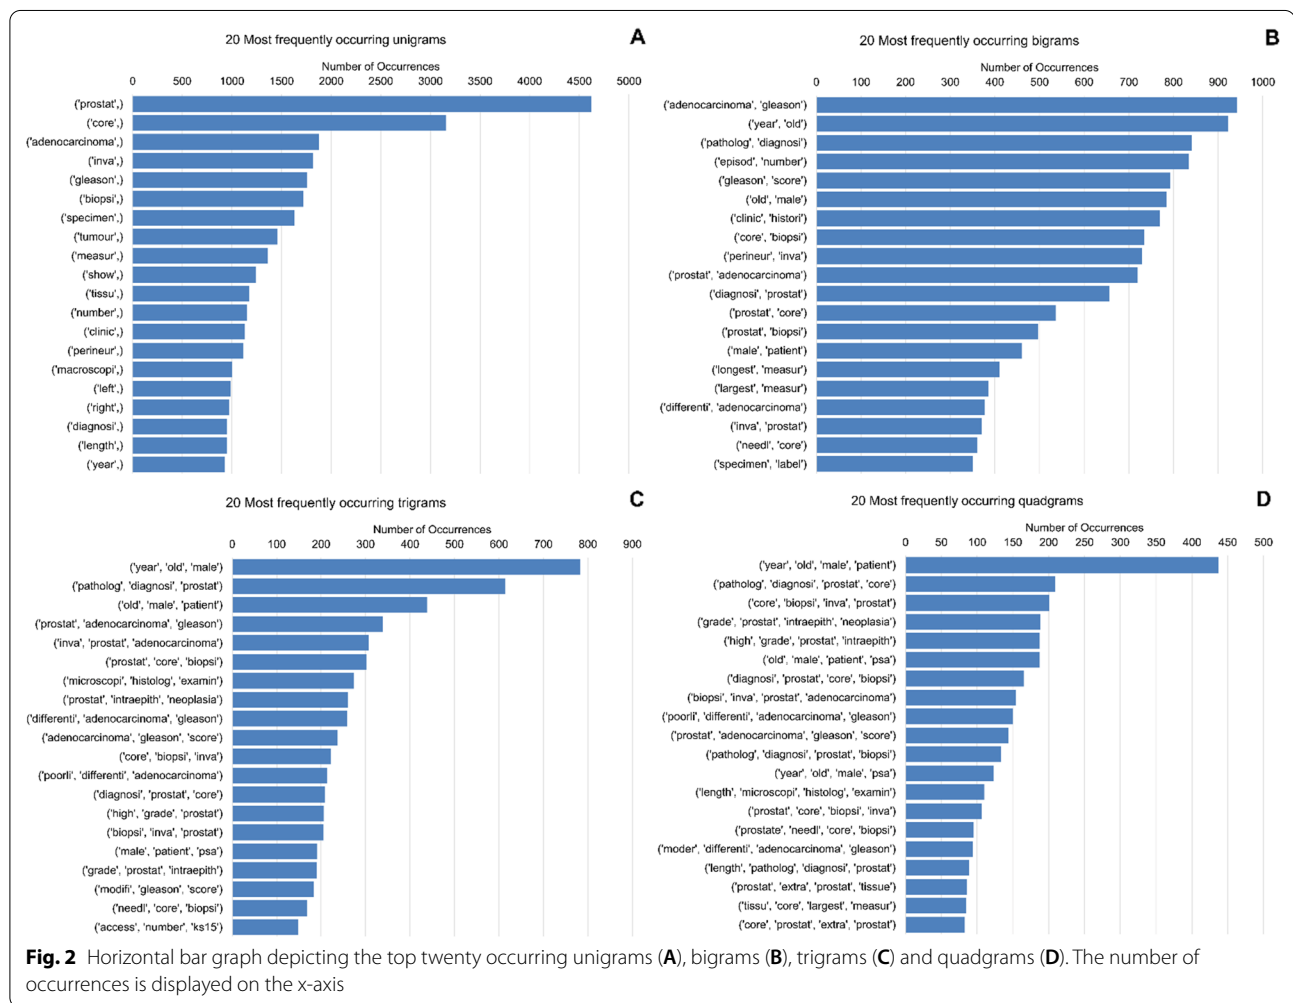 20 Most frequently occurring unigrams
A
Number of Occurrences
0 500 1000 1500 2000 2500 3000 3500 4000 4500 5000
('prostat',)
('core',)
('adenocarcinoma',)
('inva',)
('gleason',)
('biopsi',)
('specimen',)
('tumour',)
('measur',)
('show',)
('tissu',)
('number',)
('clinic',)
('perineur',)
('macroscopi',)
('left',)
('right',)
('diagnosi',)
('length',)
('year',)
20 Most frequently occurring bigrams
B
Number of Occurrences
0 100 200 300 400 500 600 700 800 900 1000
('adenocarcinoma', 'gleason')
('year', 'old')
('patholog', 'diagnosi')
('episod', 'number')
('gleason', 'score')
('old', 'male')
('clinic', 'histori')
('core', 'biopsi')
('perineur', 'inva')
('prostat', 'adenocarcinoma')
('diagnosi', 'prostat')
('prostat', 'core')
('prostat', 'biopsi')
('male', 'patient')
('longest', 'measur')
('largest', 'measur')
('differenti', 'adenocarcinoma')
('inva', 'prostat')
('needl', 'core')
('specimen', 'label')
20 Most frequently occurring trigrams
C
Number of Occurrences
0 100 200 300 400 500 600 700 800 900
('year', 'old', 'male')
('patholog', 'diagnosi', 'prostat')
('old', 'male', 'patient')
('prostat', 'adenocarcinoma', 'gleason')
('inva', 'prostat', 'adenocarcinoma')
('prostat', 'core', 'biopsi')
('microscopi', 'histolog', 'examin')
('prostat', 'intraepith', 'neoplasia')
('differenti', 'adenocarcinoma', 'gleason')
('adenocarcinoma', 'gleason', 'score')
('core', 'biopsi', 'inva')
('poorli', 'differenti', 'adenocarcinoma')
('diagnosi', 'prostat', 'core')
('high', 'grade', 'prostat')
('biopsi', 'inva', 'prostat')
('male', 'patient', 'psa')
('grade', 'prostat', 'intraepith')
('modifi', 'gleason', 'score')
('needl', 'core', 'biopsi')
('access', 'number', 'ks15')
20 Most frequently occurring quadgrams
D
Number of Occurrences
0 50 100 150 200 250 300 350 400 450 500
('year', 'old', 'male', 'patient')
('patholog', 'diagnosi', 'prostat', 'core')
('core', 'biopsi', 'inva', 'prostat')
('grade', 'prostat', 'intraepith', 'neoplasia')
('high', 'grade', 'prostat', 'intraepith')
('old', 'male', 'patient', 'psa')
('diagnosi', 'prostat', 'core', 'biopsi')
('biopsi', 'inva', 'prostat', 'adenocarcinoma')
('poorli', 'differenti', 'adenocarcinoma', 'gleason')
('prostat', 'adenocarcinoma', 'gleason', 'score')
('patholog', 'diagnosi', 'prostat', 'biopsi')
('year', 'old', 'male', 'psa')
('length', 'microscopi', 'histolog', 'examin')
('prostat', 'core', 'biopsi', 'inva')
('prostate', 'needl', 'core', 'biopsi')
('moder', 'differenti', 'adenocarcinoma', 'gleason')
('length', 'patholog', 'diagnosi', 'prostat')
('prostat', 'extra', 'prostat', 'tissue')
('tissu', 'core', 'largest', 'measur')
('core', 'prostat', 'extra', 'prostat')
Fig. 2 Horizontal bar graph depicting the top twenty occurring unigrams (A), bigrams (B), trigrams (C) and quadgrams (D). The number of
occurrences is displayed on the x-axis